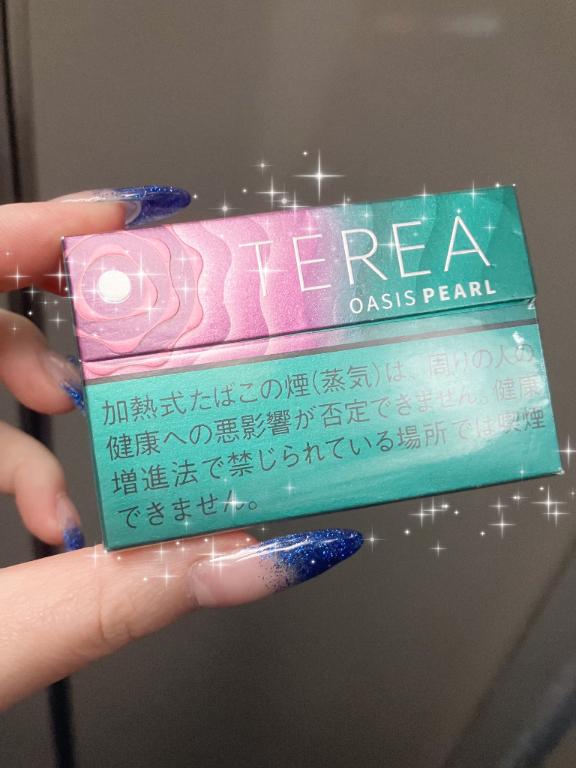 TEREA
OASIS PEARL
加熱式たばこの煙(蒸気)は、周りの人の
健康への悪影響が否定できません。健康
増進法で禁じられている場所では喫煙
できません。